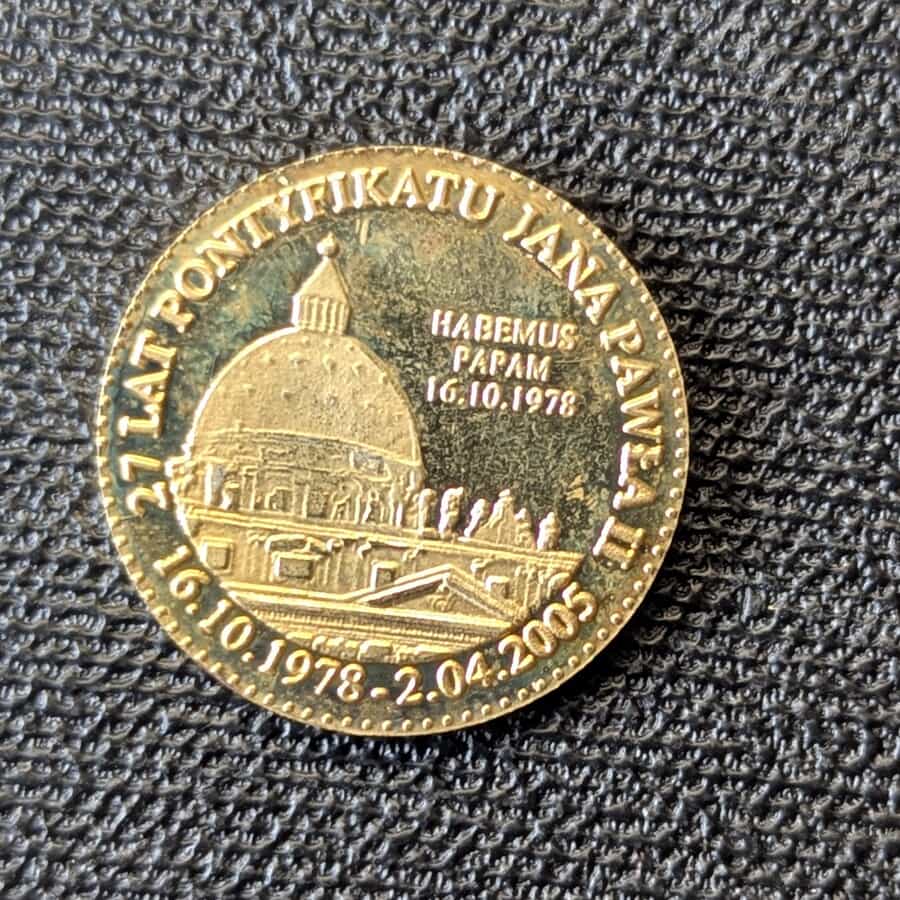 27 LAT PONTYFIKATU JANA PAWŁA II
HABEMUS
PAPAM
16.10.1978
16.10.1978-2.04.2005